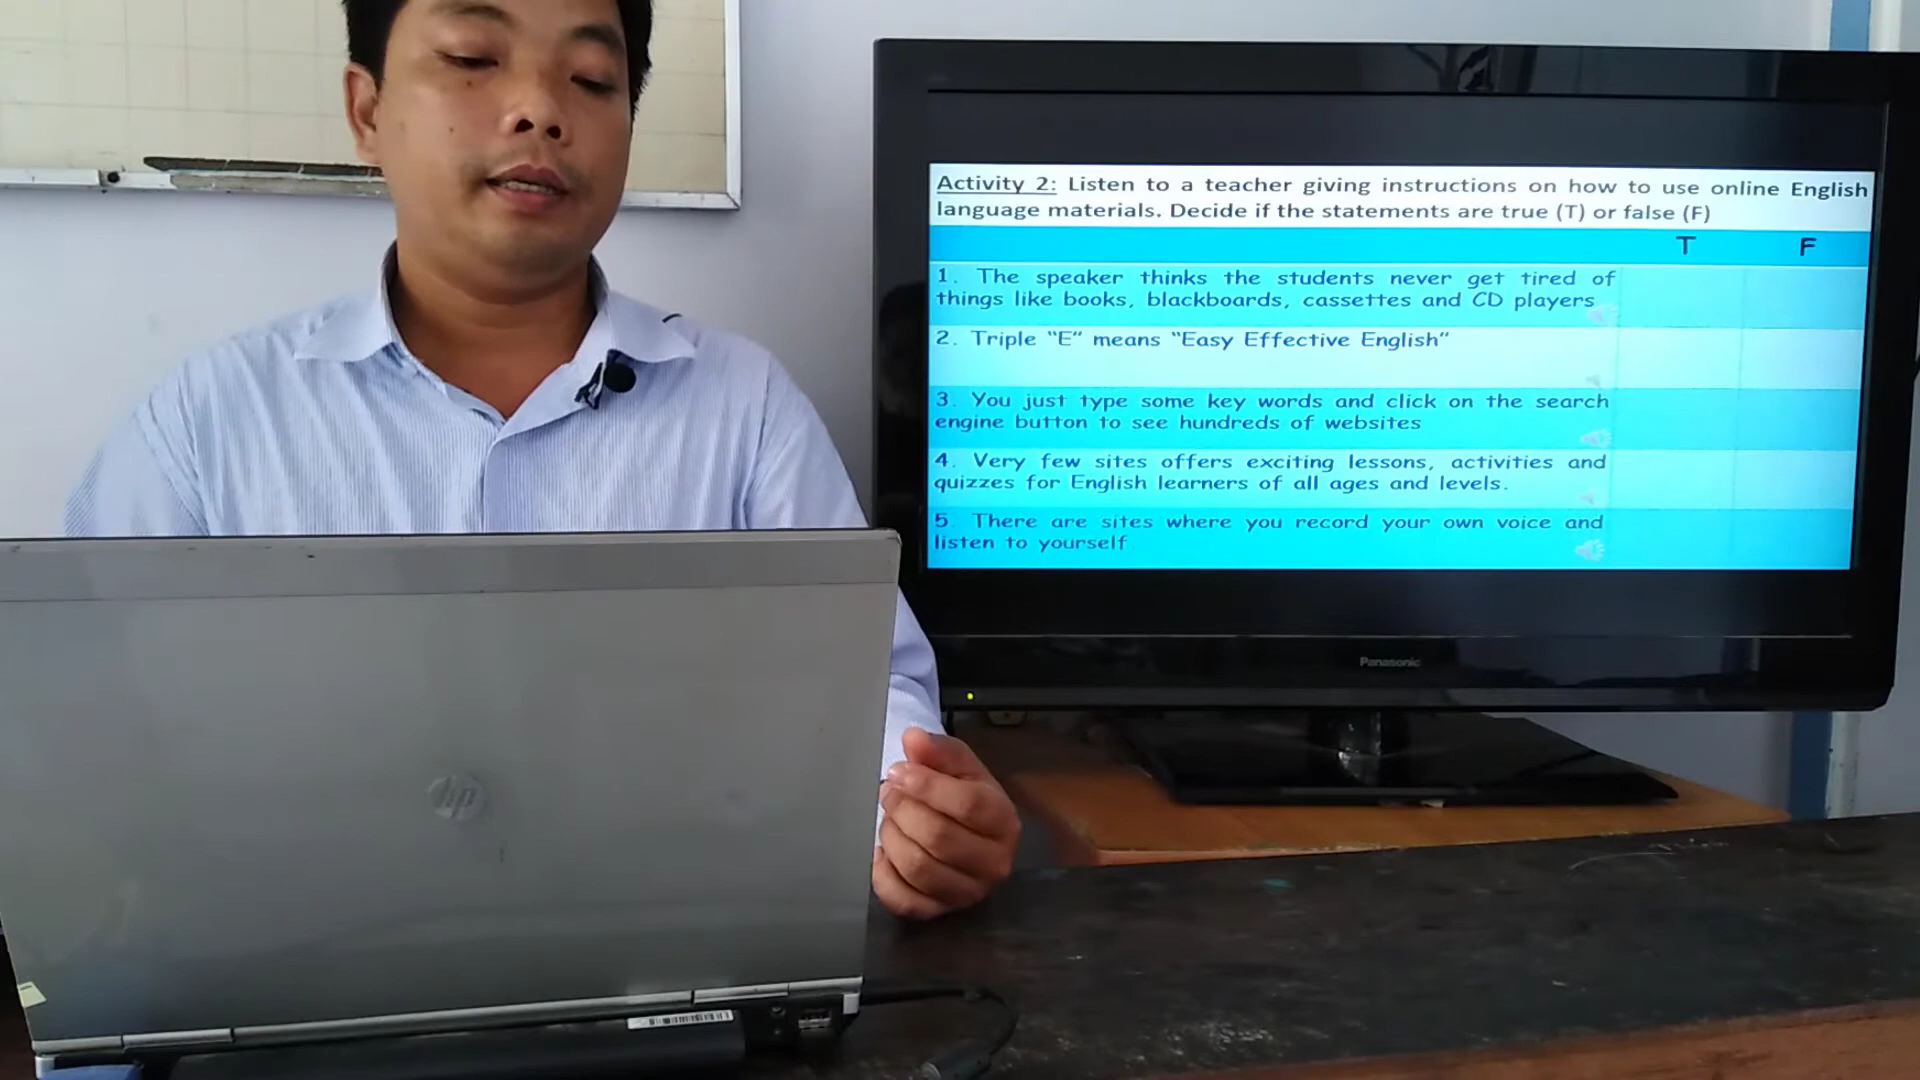 Activity 2: Listen to a teacher giving instructions on how to use online English
language materials. Decide if the statements are true (T) or false (F)
T F
1. The speaker thinks the students never get tired of
things like books, blackboards, cassettes and CD players
2. Triple "E" means "Easy Effective English"
3. You just type some key words and click on the search
engine button to see hundreds of websites
4. Very few sites offers exciting lessons, activities and
quizzes for English learners of all ages and levels.
5. There are sites where you record your own voice and
listen to yourself
Panasonic
hp